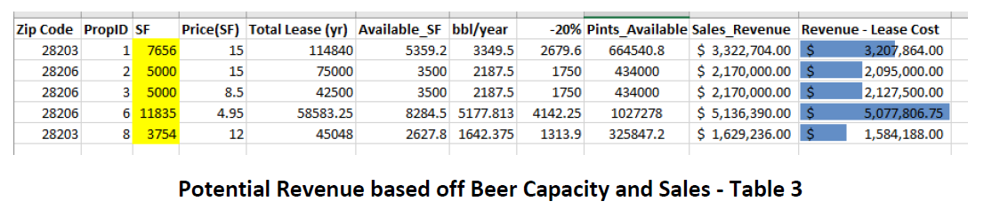 Zip Code PropID SF Price(SF) Total Lease (yr) Available_SF bbl/year -20% Pints_Available Sales_Revenue Revenue - Lease Cost
28203 1 7656 15 114840 5359.2 3349.5 2679.6 664540.8 $ 3,322,704.00 $ 3,207,864.00
28206 2 5000 15 75000 3500 2187.5 1750 434000 $ 2,170,000.00 $ 2,095,000.00
28206 3 5000 8.5 42500 3500 2187.5 1750 434000 $ 2,170,000.00 $ 2,127,500.00
28206 6 11835 4.95 58583.25 8284.5 5177.813 4142.25 1027278 $ 5,136,390.00 $ 5,077,806.75
28203 8 3754 12 45048 2627.8 1642.375 1313.9 325847.2 $ 1,629,236.00 $ 1,584,188.00
Potential Revenue based off Beer Capacity and Sales - Table 3